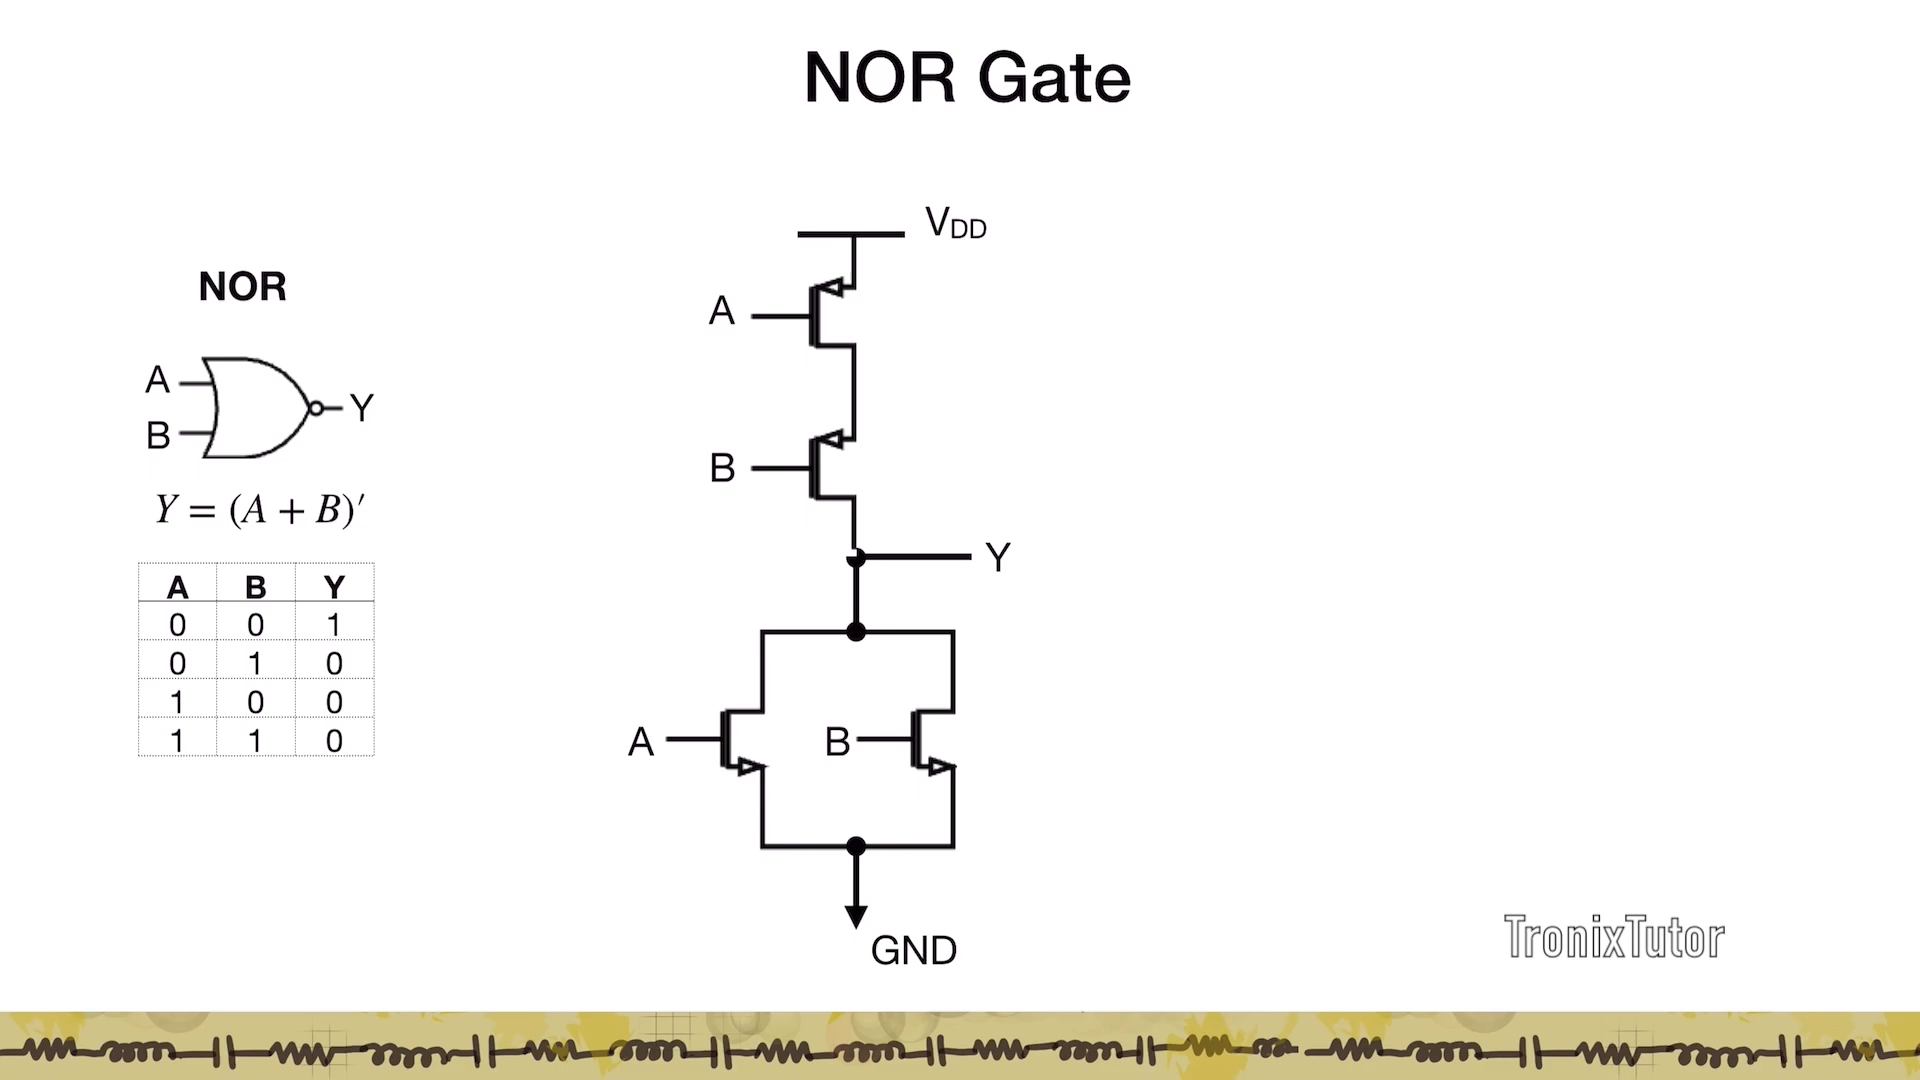 NOR Gate
NOR
A
B
Y
Y = (A + B)′
A B Y
0 0 1
0 1 0
1 0 0
1 1 0
VDD
A
B
Y
A
B
GND
TronixTutor